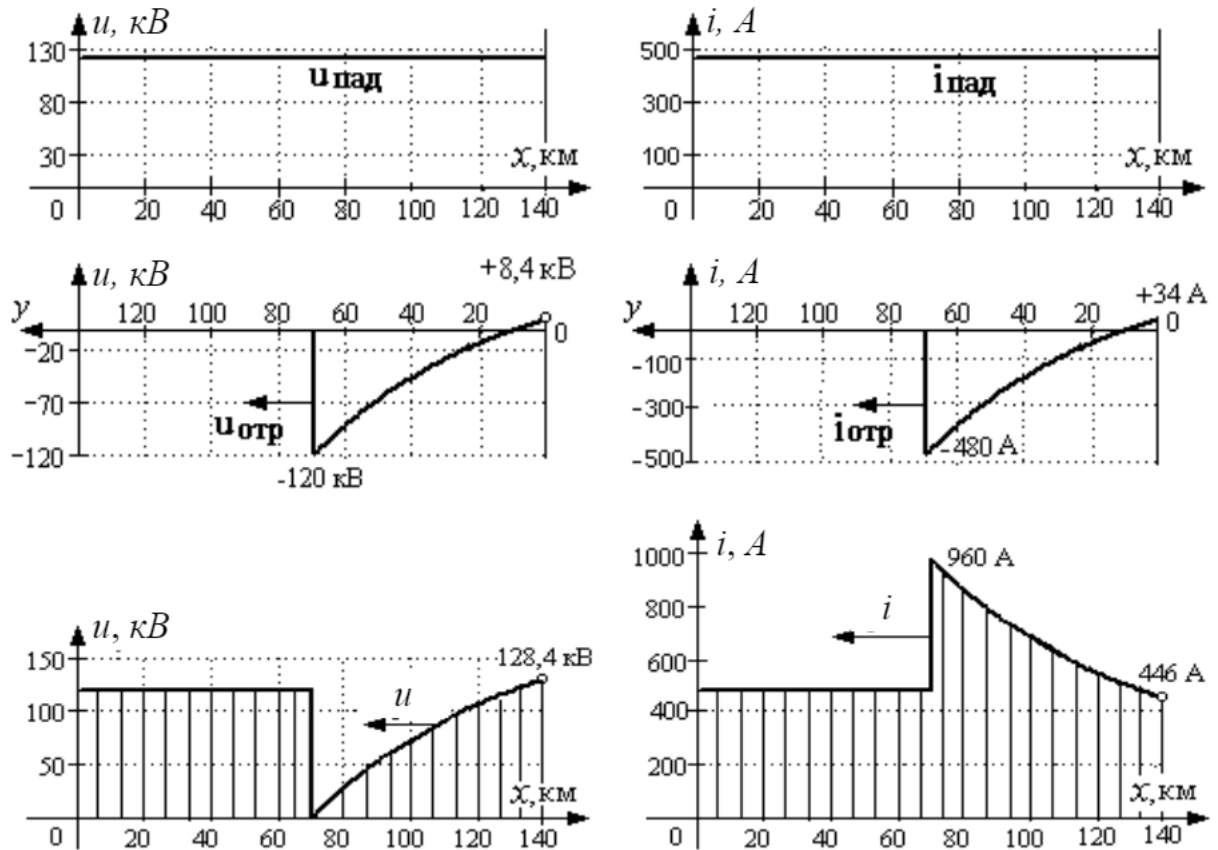 u, кВ
130
80
30
u пад
x, км
0 20 40 60 80 100 120 140
i, А
500
300
100
i пад
x, км
0 20 40 60 80 100 120 140
u, кВ
+8,4 кВ
y 120 100 80 60 40 20 0
−20
−70
−120
u отр
-120 кВ
i, А
+34 А
y 120 100 80 60 40 20 0
-100
-300
-500
i отр
-480 А
u, кВ
150
100
50
128,4 кВ
u
x, км
0 20 40 60 80 100 120 140
i, А
1000
800
600
400
200
960 А
i
446 А
x, км
0 20 40 60 80 100 120 140